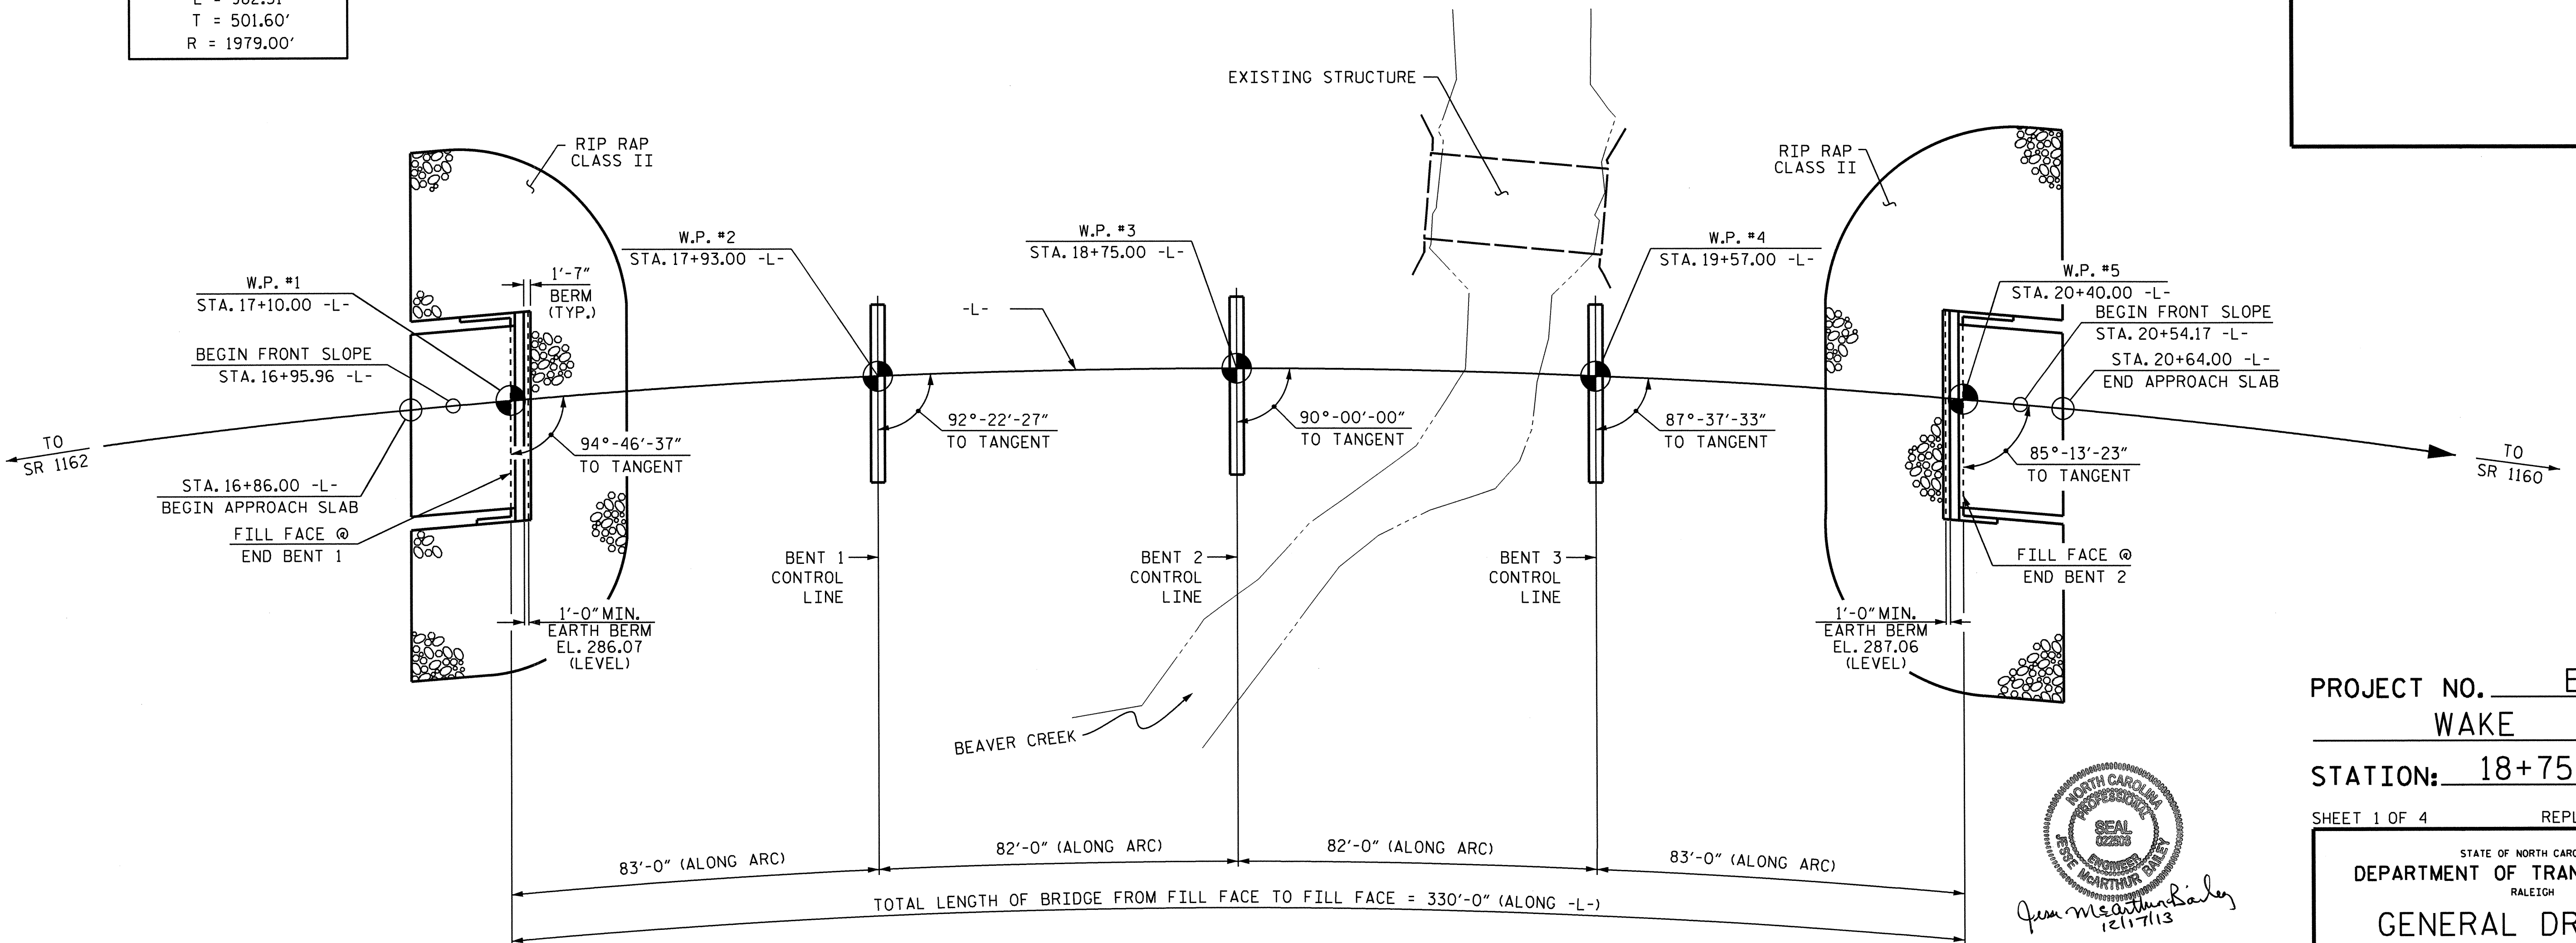 T = 501.60'
R = 1979.00'
EXISTING STRUCTURE
RIP RAP
CLASS II
RIP RAP
CLASS II
W.P. #1
STA. 17+10.00 -L-
1'-7"
BERM
(TYP.)
W.P. #2
STA. 17+93.00 -L-
W.P. #3
STA. 18+75.00 -L-
W.P. #4
STA. 19+57.00 -L-
W.P. #5
STA. 20+40.00 -L-
BEGIN FRONT SLOPE
STA. 16+95.96 -L-
-L-
BEGIN FRONT SLOPE
STA. 20+54.17 -L-
STA. 20+64.00 -L-
END APPROACH SLAB
TO
SR 1162
94°-46'-37"
TO TANGENT
92°-22'-27"
TO TANGENT
90°-00'-00"
TO TANGENT
87°-37'-33"
TO TANGENT
85°-13'-23"
TO TANGENT
TO
SR 1160
STA. 16+86.00 -L-
BEGIN APPROACH SLAB
FILL FACE @
END BENT 1
BENT 1
CONTROL
LINE
BENT 2
CONTROL
LINE
BENT 3
CONTROL
LINE
FILL FACE @
END BENT 2
1'-0" MIN.
EARTH BERM
EL. 286.07
(LEVEL)
1'-0" MIN.
EARTH BERM
EL. 287.06
(LEVEL)
BEAVER CREEK
83'-0" (ALONG ARC)
82'-0" (ALONG ARC)
82'-0" (ALONG ARC)
83'-0" (ALONG ARC)
TOTAL LENGTH OF BRIDGE FROM FILL FACE TO FILL FACE = 330'-0" (ALONG -L-)
NORTH CAROLINA
PROFESSIONAL
SEAL
ENGINEER
JESSE McARTHUR BAILEY
Jesse McArthur Bailey
12/17/13
PROJECT NO.
WAKE
STATION: 18+75
SHEET 1 OF 4 REPL
STATE OF NORTH CARO
DEPARTMENT OF TRAN
RALEIGH
GENERAL DR